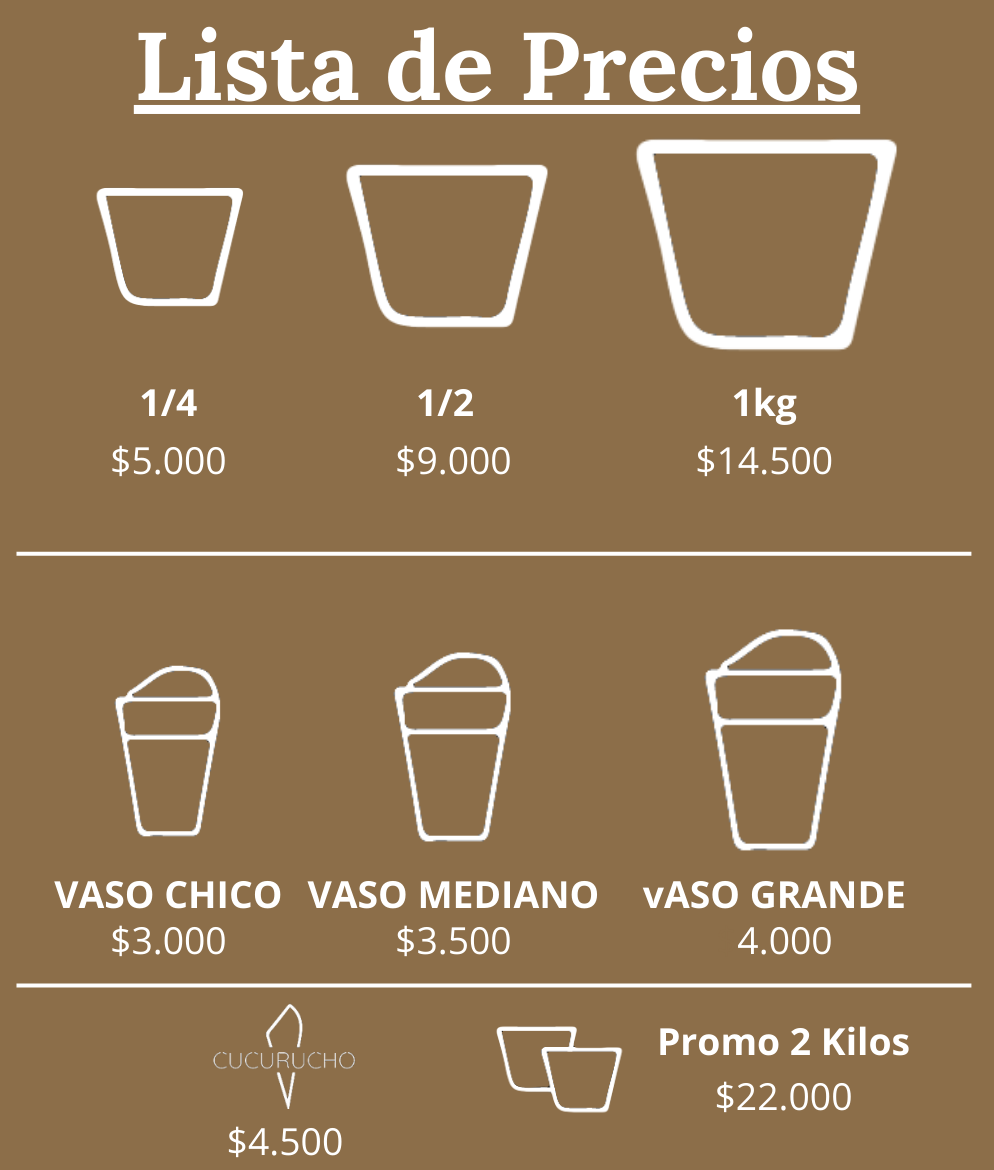 Lista de Precios
1/4
$5.000
1/2
$9.000
1kg
$14.500
VASO CHICO
$3.000
VASO MEDIANO
$3.500
vASO GRANDE
4.000
CUCURUCHO
$4.500
Promo 2 Kilos
$22.000